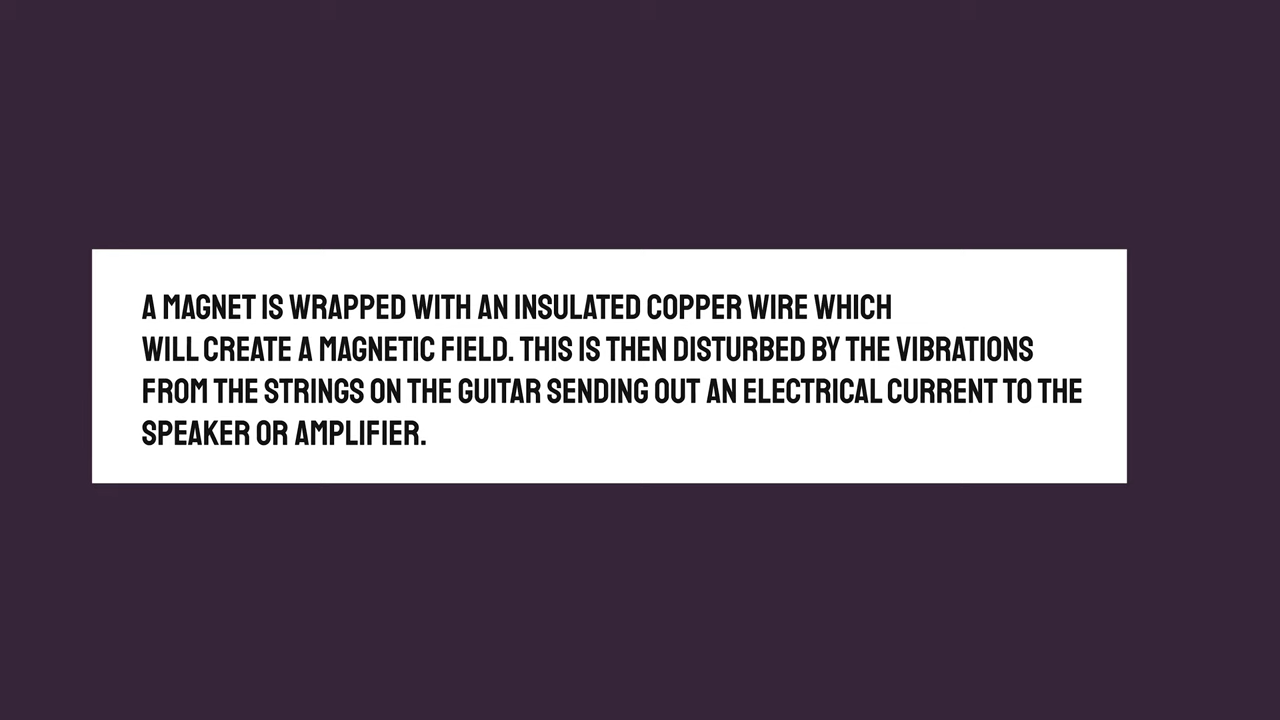 A MAGNET IS WRAPPED WITH AN INSULATED COPPER WIRE WHICH
WILL CREATE A MAGNETIC FIELD. THIS IS THEN DISTURBED BY THE VIBRATIONS
FROM THE STRINGS ON THE GUITAR SENDING OUT AN ELECTRICAL CURRENT TO THE
SPEAKER OR AMPLIFIER.